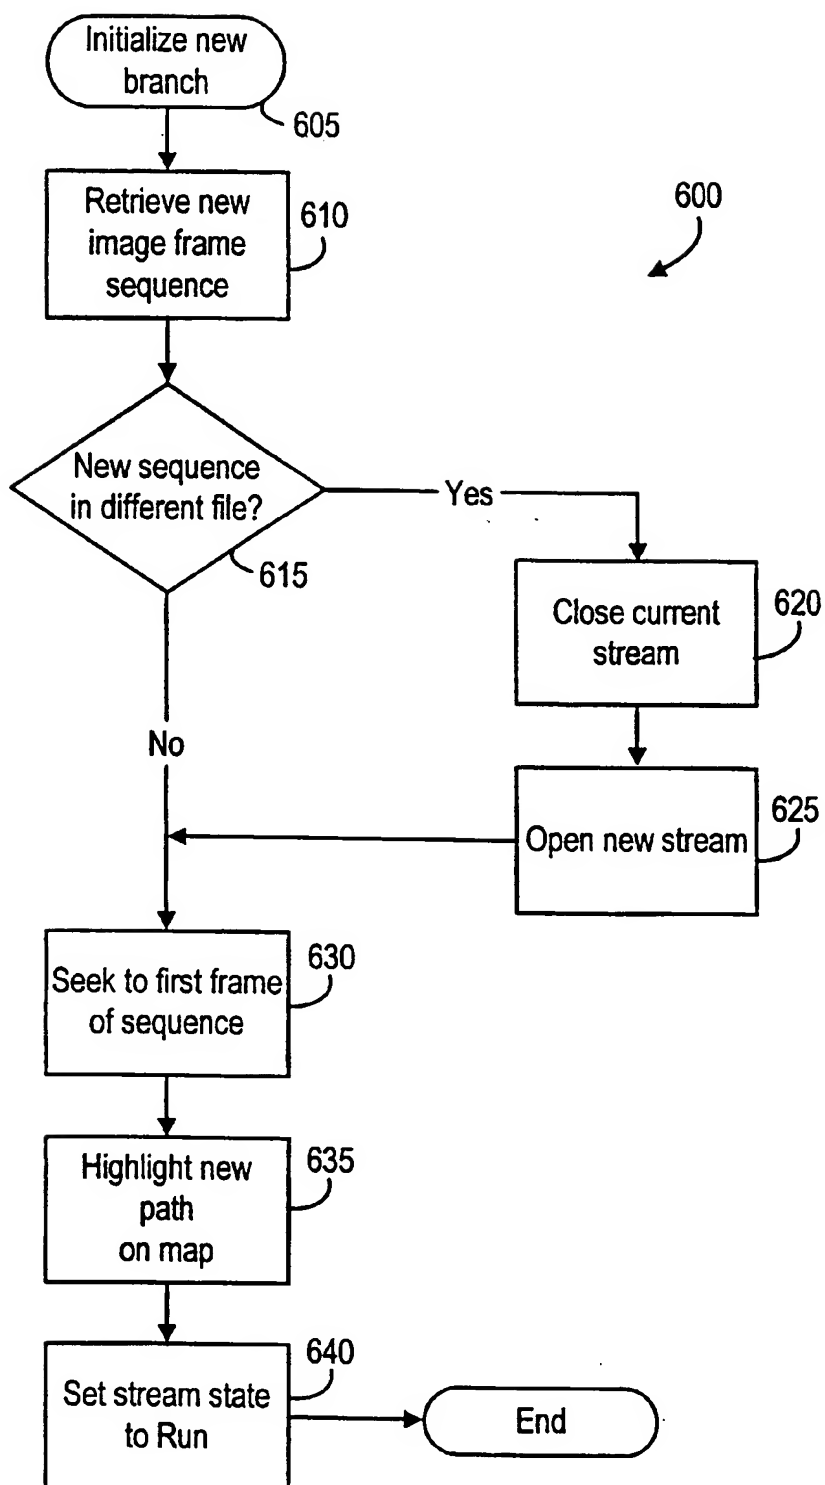 Initialize new
branch
605
Retrieve new
image frame
sequence
610
600
New sequence
in different file?
615
Yes
Close current
stream
620
No
Open new stream
625
Seek to first frame
of sequence
630
Highlight new
path
on map
635
Set stream state
to Run
640
End